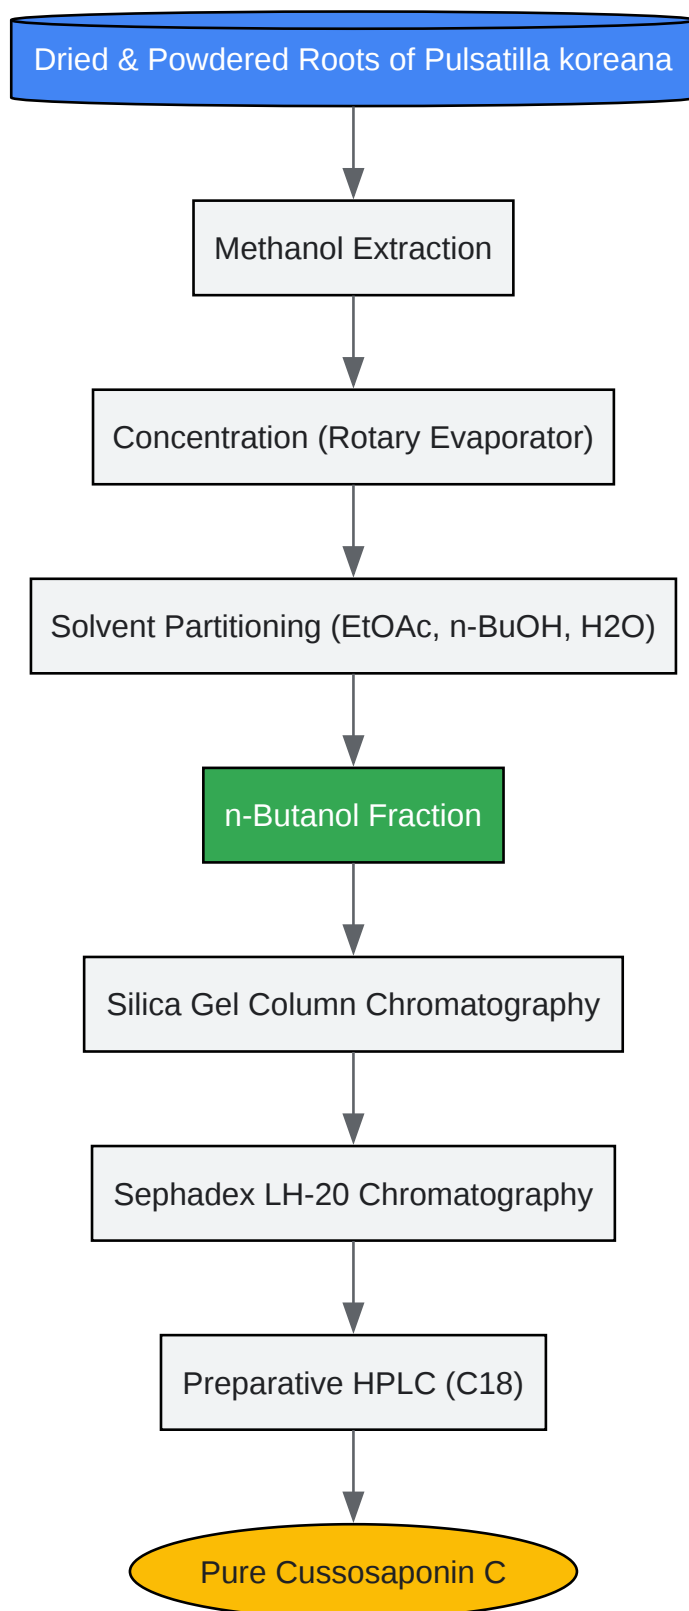 Dried & Powdered Roots of Pulsatilla koreana
Methanol Extraction
Concentration (Rotary Evaporator)
Solvent Partitioning (EtOAc, n-BuOH, H2O)
n-Butanol Fraction
Silica Gel Column Chromatography
Sephadex LH-20 Chromatography
Preparative HPLC (C18)
Pure Cussosaponin C